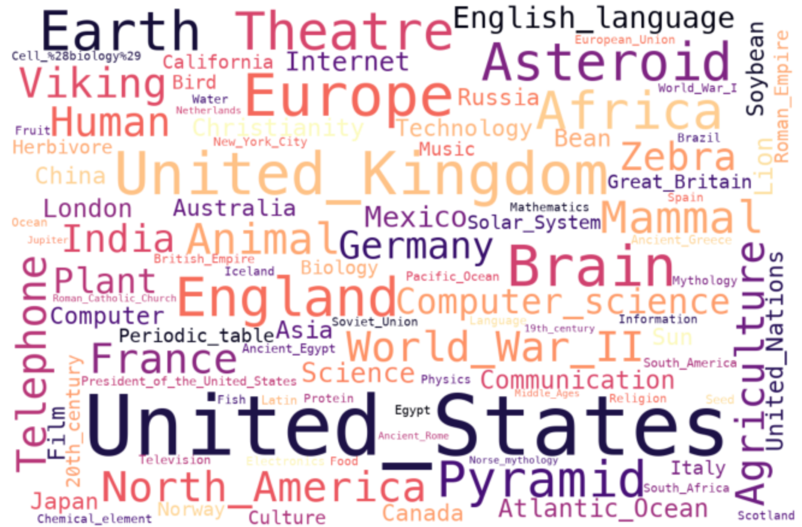 Earth
Theatre
English_language
European_Union
Cell_%28biology%29
California
Internet
Asteroid
Soybean
Roman_Empire
Viking
Bird
Europe
Russia
World_War_I
Water
Netherlands
Africa
Fruit
Human
Christianity
Technology
Bean
Brazil
Herbivore
New_York_City
Music
Zebra
Lion
China
United_Kingdom
Great_Britain
London
Australia
Mexico
Mathematics
Solar_System
Spain
Mammal
Ocean
Jupiter
India
Animal
Germany
Ancient_Greece
British_Empire
Iceland
Biology
Pacific_Ocean
Brain
Mythology
Telephone
Plant
Roman_Catholic_Church
England
Computer_science
Agriculture
United_Nations
Computer
Periodic_table
Asia
Soviet_Union
Language
19th_century
Information
Sun
France
Ancient_Egypt
World_War_II
South_America
President_of_the_United_States
Science
Physics
Communication
20th_century
Film
United_States
Fish
Latin
Protein
Egypt
Middle_Ages
Religion
Seed
Ancient_Rome
Television
Electronics
Food
Norse_mythology
North_America
Pyramid
Italy
South_Africa
Japan
Chemical_element
Norway
Culture
Canada
Atlantic_Ocean
Scotland